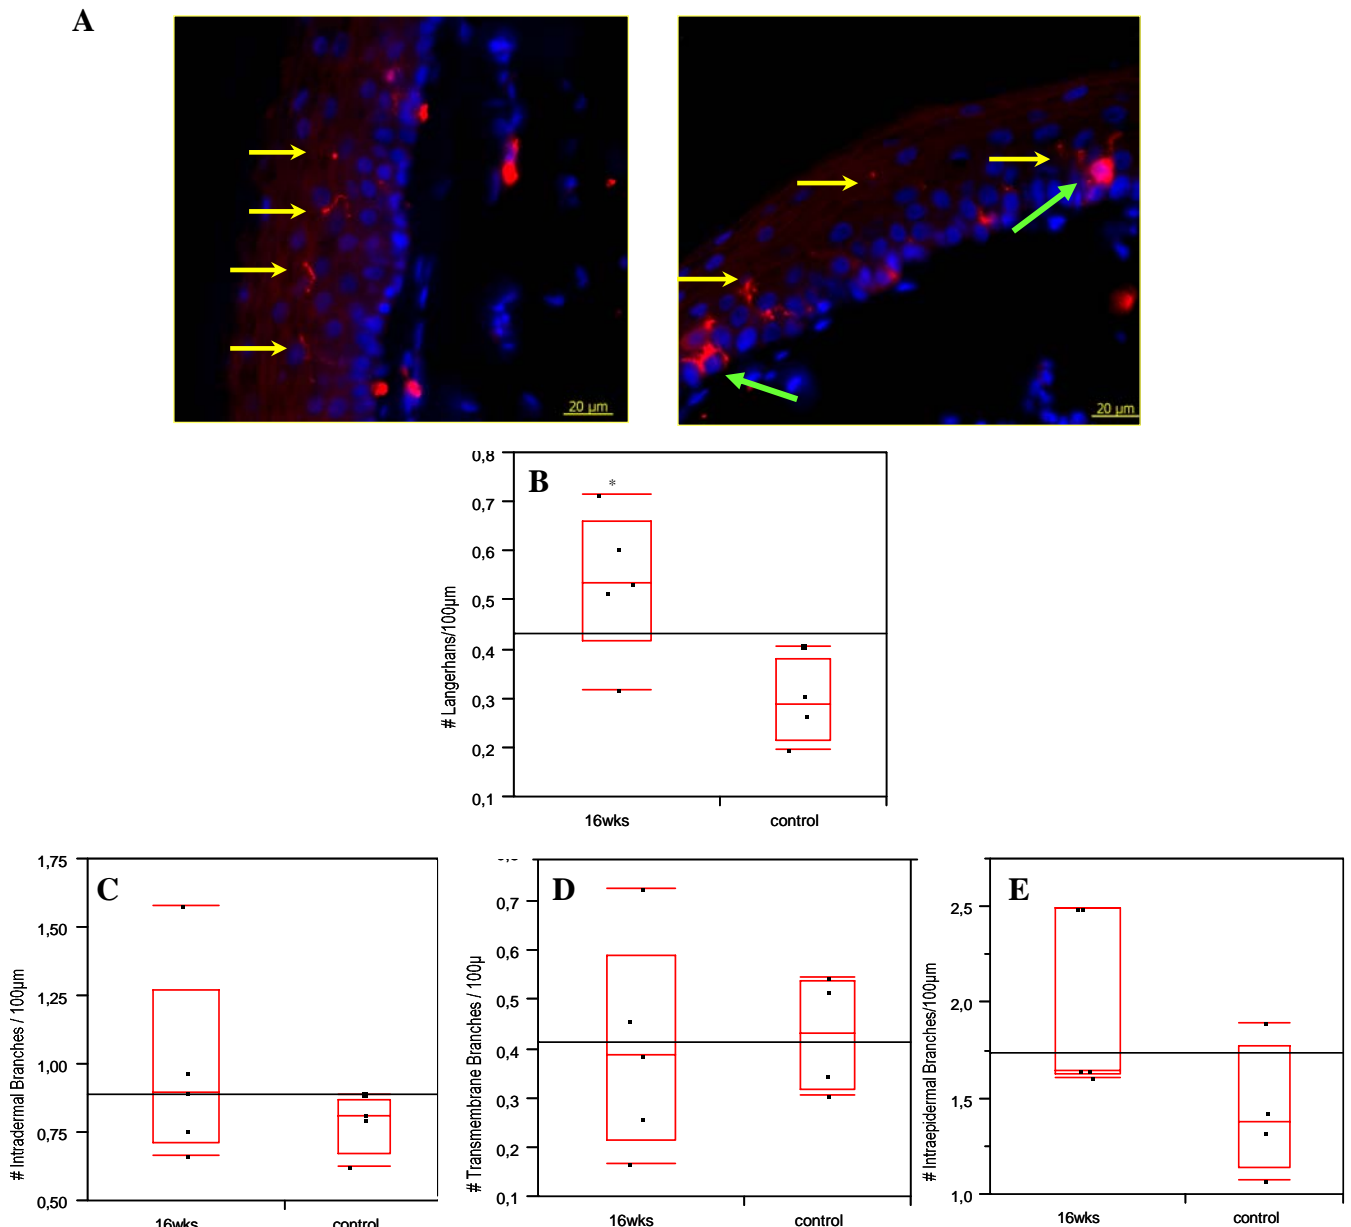 A
20 µm
20 µm
B
*
# Langerhans/100µm
0,8
0,7
0,6
0,5
0,4
0,3
0,2
0,1
16wks control
C
# Intradermal Branches / 100µm
1,75
1,50
1,25
1,00
0,75
0,50
16wks control
D
# Transmembrane Branches / 100µ
0,7
0,6
0,5
0,4
0,3
0,2
0,1
16wks control
E
# Intraepidermal Branches/100µm
2,5
2,0
1,5
1,0
16wks control